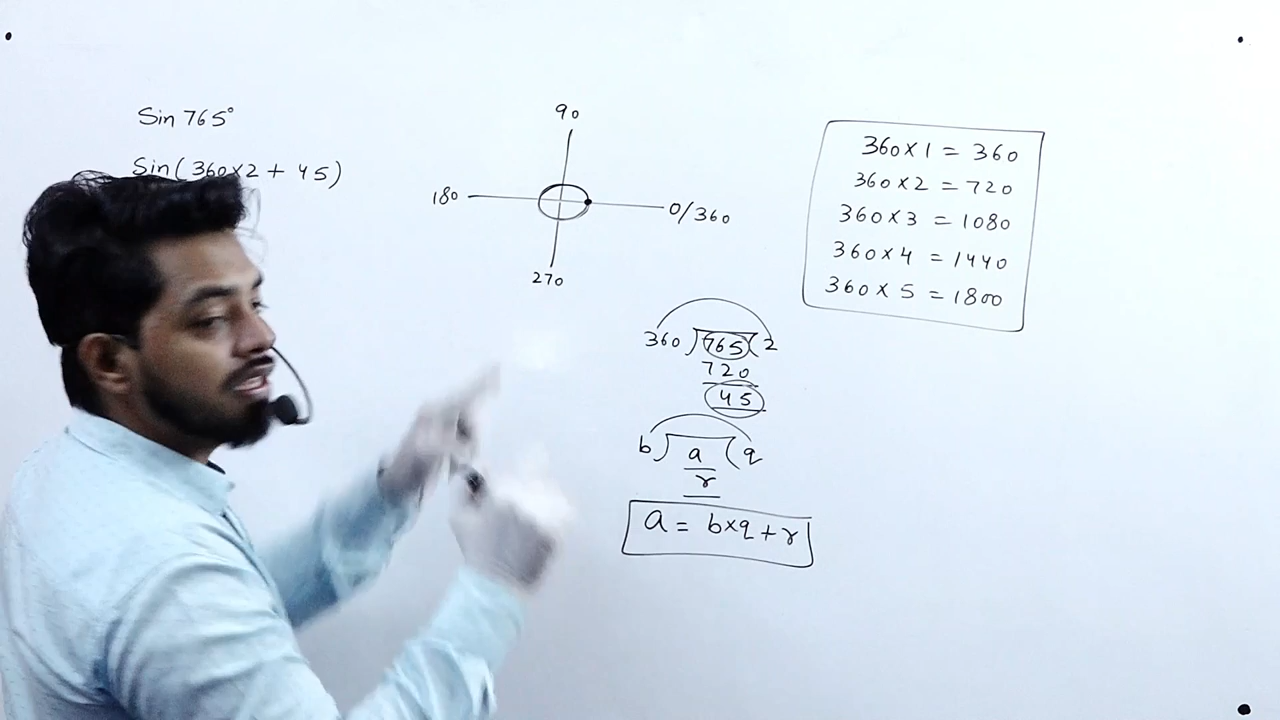 Sin 765°
Sin(360×2 + 45)
90
180
0/360
270
360×1 = 360
360×2 = 720
360×3 = 1080
360×4 = 1440
360×5 = 1800
360)765(2
720
45
b)a(q
r
a = b×q+r